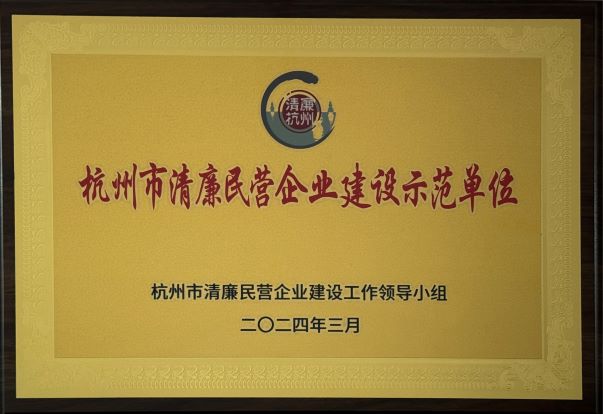 清廉
杭州
杭州市清廉民营企业建设示范单位
杭州市清廉民营企业建设工作领导小组
二〇二四年三月